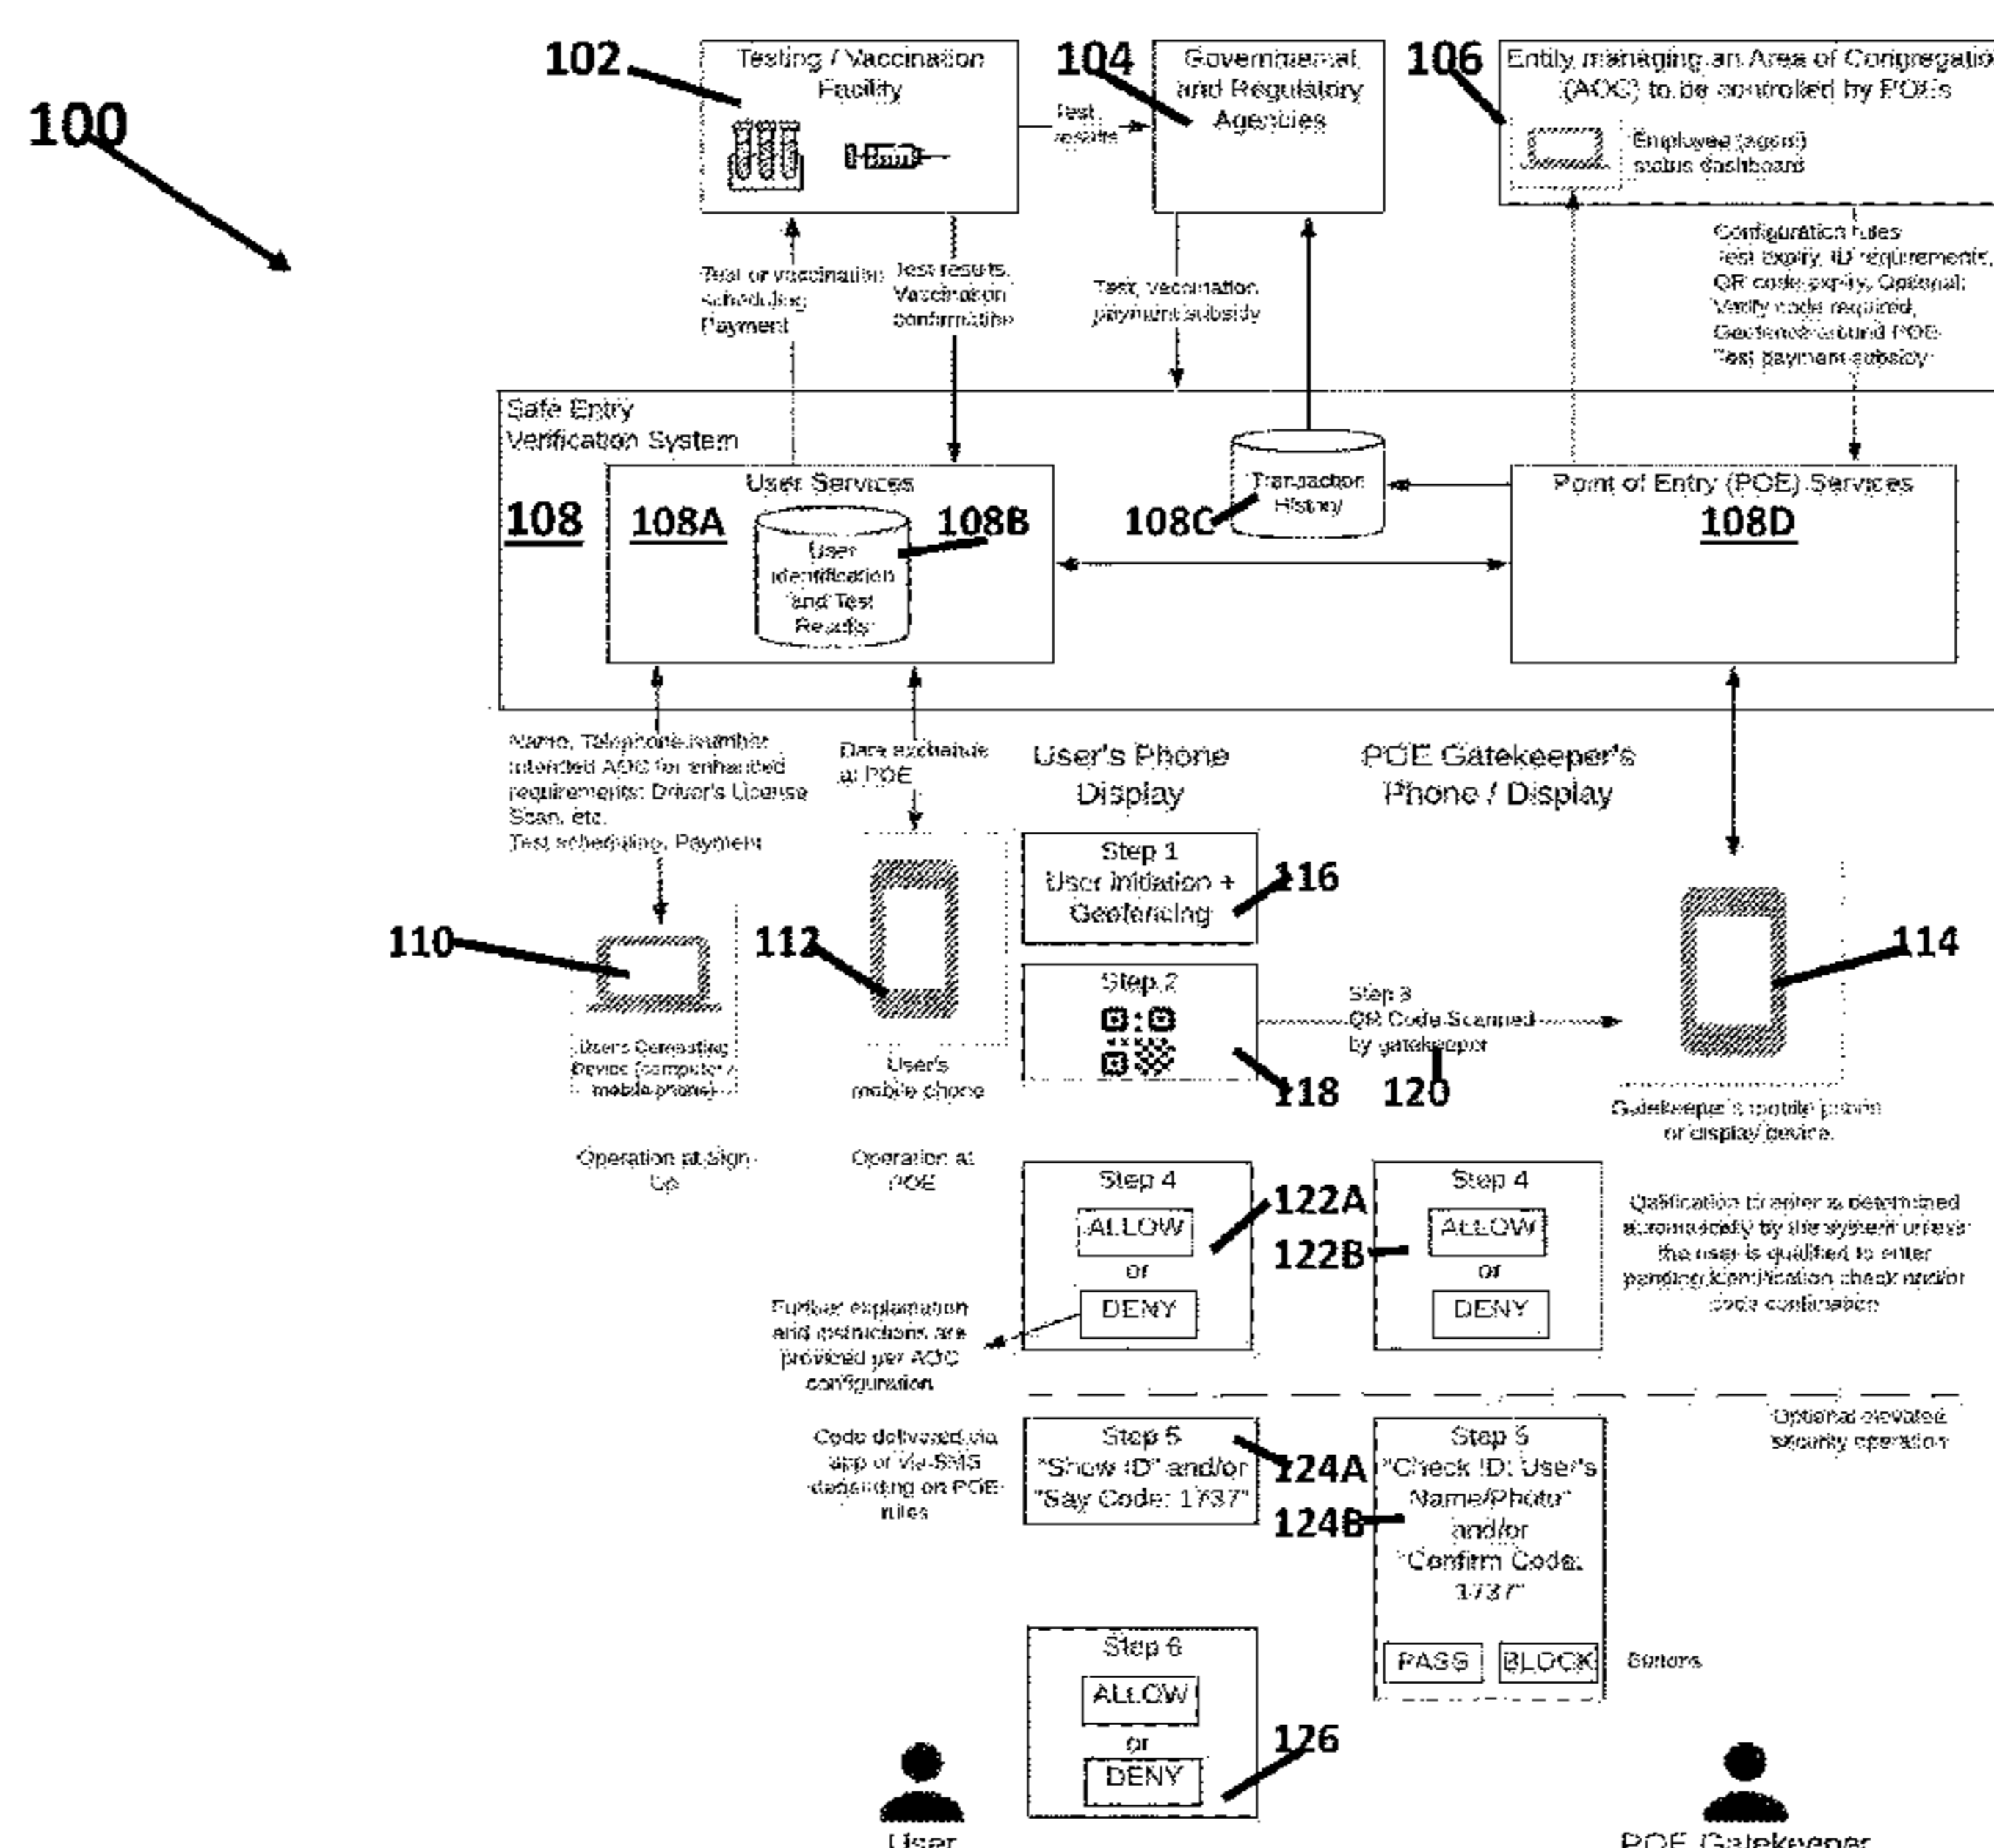 100
102
Testing / Vaccination
Facility
104
Governmental
and Regulatory
Agencies
106
Entity managing an Area of Congregatio
(AOC) to be controlled by POEs
Employee (agent)
status dashboard
Test
results
Test or vaccination
scheduling
Payment
Test results,
Vaccination
confirmation
Test, vaccination
payment subsidy
Configuration rules
Test expiry, ID requirements,
QR code expiry, Optional:
Verify code required,
Geofence around POE
Test payment subsidy
Safe Entry
Verification System
108
User Services
108A
108B
User
identification
and Test
Results
108C
Transaction
History
Point of Entry (POE) Services
108D
Name, Telephone Number
Intended AOC for enhanced
requirements: Driver's License
Scan, etc.
Test scheduling, Payment
Data exchange
at POE
User's Phone
Display
POE Gatekeeper's
Phone / Display
Step 1
User initiation +
Geofencing
116
110
112
114
Step 2
118
Step 3
QR Code Scanned
by gatekeeper
120
User's Computing
Device (computer /
mobile phone)
User's
mobile phone
Gatekeeper's mobile phone
or display device.
Operation at Sign-
Up
Operation at
POE
Step 4
ALLOW
or
DENY
122A
122B
Step 4
ALLOW
or
DENY
Qalification to enter is determined
automatically by the system unless
the user is qualified to enter
pending identification check and/or
code confirmation
Further explanation
and instructions are
provided per AOC
configuration
Optional elevated
security operation
Code delivered via
app or via SMS
depending on POE
rules
Step 5
"Show ID" and/or
"Say Code: 1737"
124A
124B
Step 5
"Check ID: User's
Name/Photo"
and/or
"Confirm Code:
1737"
PASS
BLOCK
Buttons
Step 6
ALLOW
or
DENY
126
User
POE Gatekeeper